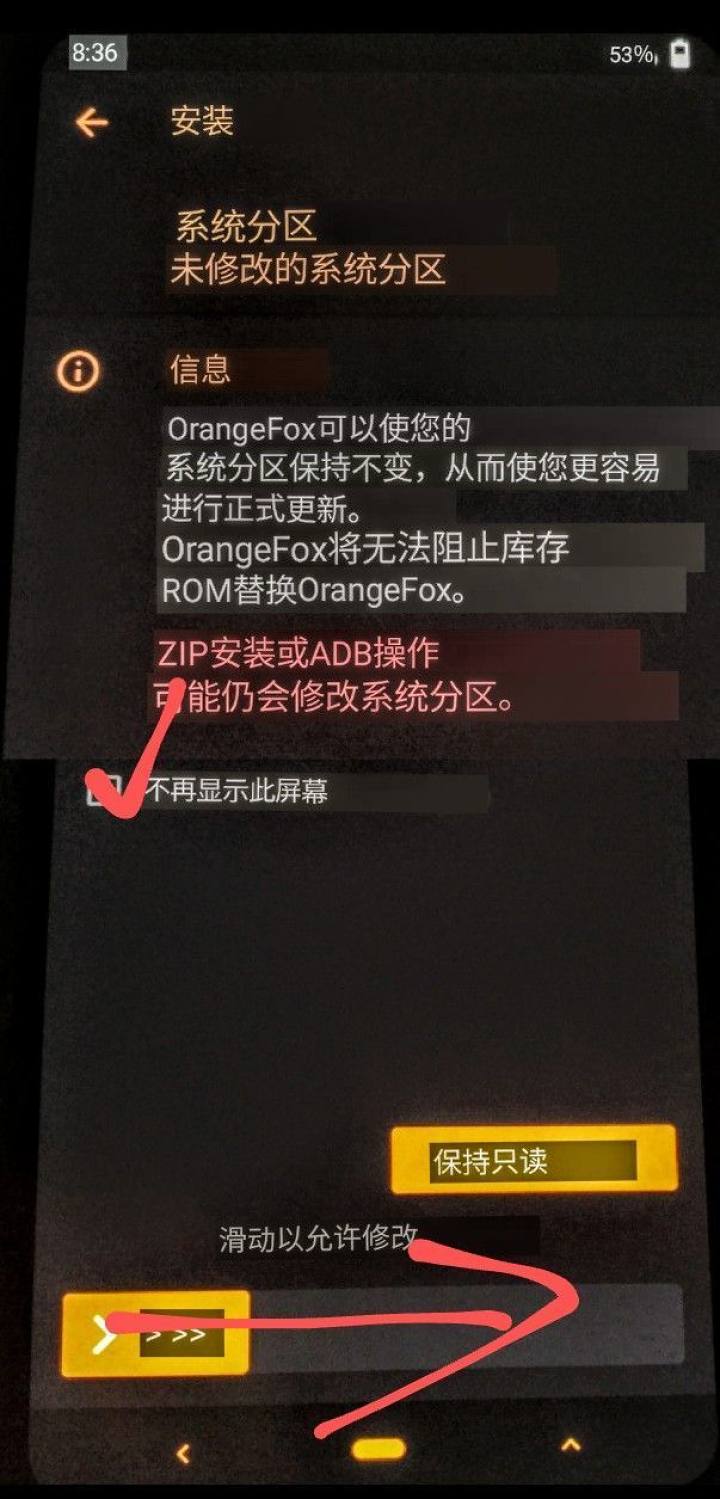 8:36
53%
安装
系统分区
未修改的系统分区
信息
OrangeFox可以使您的
系统分区保持不变，从而使您更容易
进行正式更新。
OrangeFox将无法阻止库存
ROM替换OrangeFox。
ZIP安装或ADB操作
可能仍会修改系统分区。
不再显示此屏幕
保持只读
滑动以允许修改
> >>